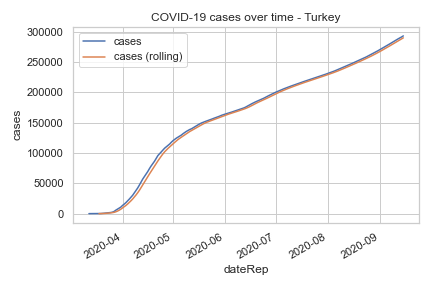 COVID-19 cases over time - Turkey
cases
cases (rolling)
300000
250000
200000
150000
100000
50000
0
cases
2020-04
2020-05
2020-06
2020-07
2020-08
2020-09
dateRep